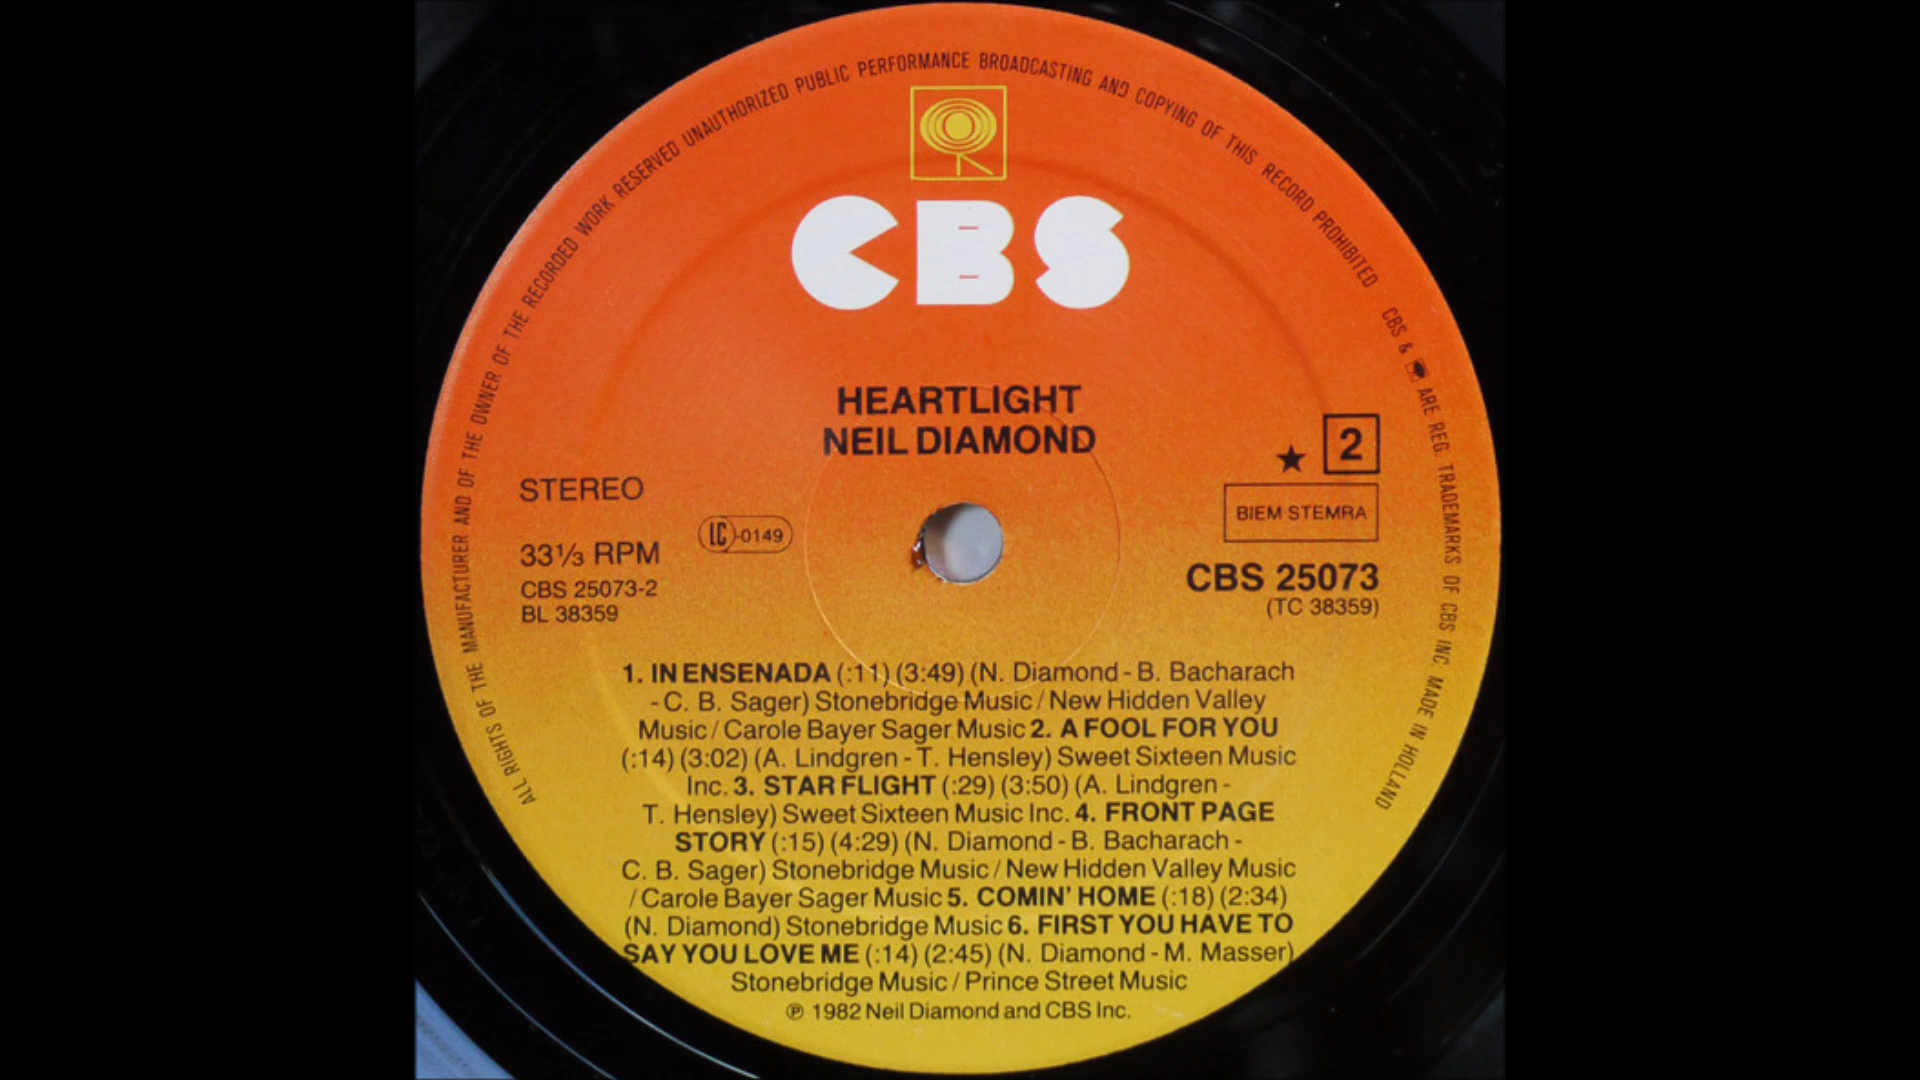 ALL RIGHTS OF THE MANUFACTURER AND OF THE OWNER OF THE RECORDED WORK RESERVED UNAUTHORIZED PUBLIC PERFORMANCE BROADCASTING AND COPYING OF THIS RECORD PROHIBITED CBS & ARE REG. TRADEMARKS OF CBS INC. MADE IN HOLLAND
CBS
HEARTLIGHT
NEIL DIAMOND
2
STEREO
BIEM STEMRA
LC-0149
33⅓ RPM
CBS 25073-2
BL 38359
CBS 25073
(TC 38359)
1. IN ENSENADA (:11) (3:49) (N. Diamond - B. Bacharach
- C. B. Sager) Stonebridge Music / New Hidden Valley
Music / Carole Bayer Sager Music 2. A FOOL FOR YOU
(:14) (3:02) (A. Lindgren - T. Hensley) Sweet Sixteen Music
Inc. 3. STAR FLIGHT (:29) (3:50) (A. Lindgren -
T. Hensley) Sweet Sixteen Music Inc. 4. FRONT PAGE
STORY (:15) (4:29) (N. Diamond - B. Bacharach -
C. B. Sager) Stonebridge Music / New Hidden Valley Music
/ Carole Bayer Sager Music 5. COMIN' HOME (:18) (2:34)
(N. Diamond) Stonebridge Music 6. FIRST YOU HAVE TO
SAY YOU LOVE ME (:14) (2:45) (N. Diamond - M. Masser)
Stonebridge Music / Prince Street Music
℗ 1982 Neil Diamond and CBS Inc.